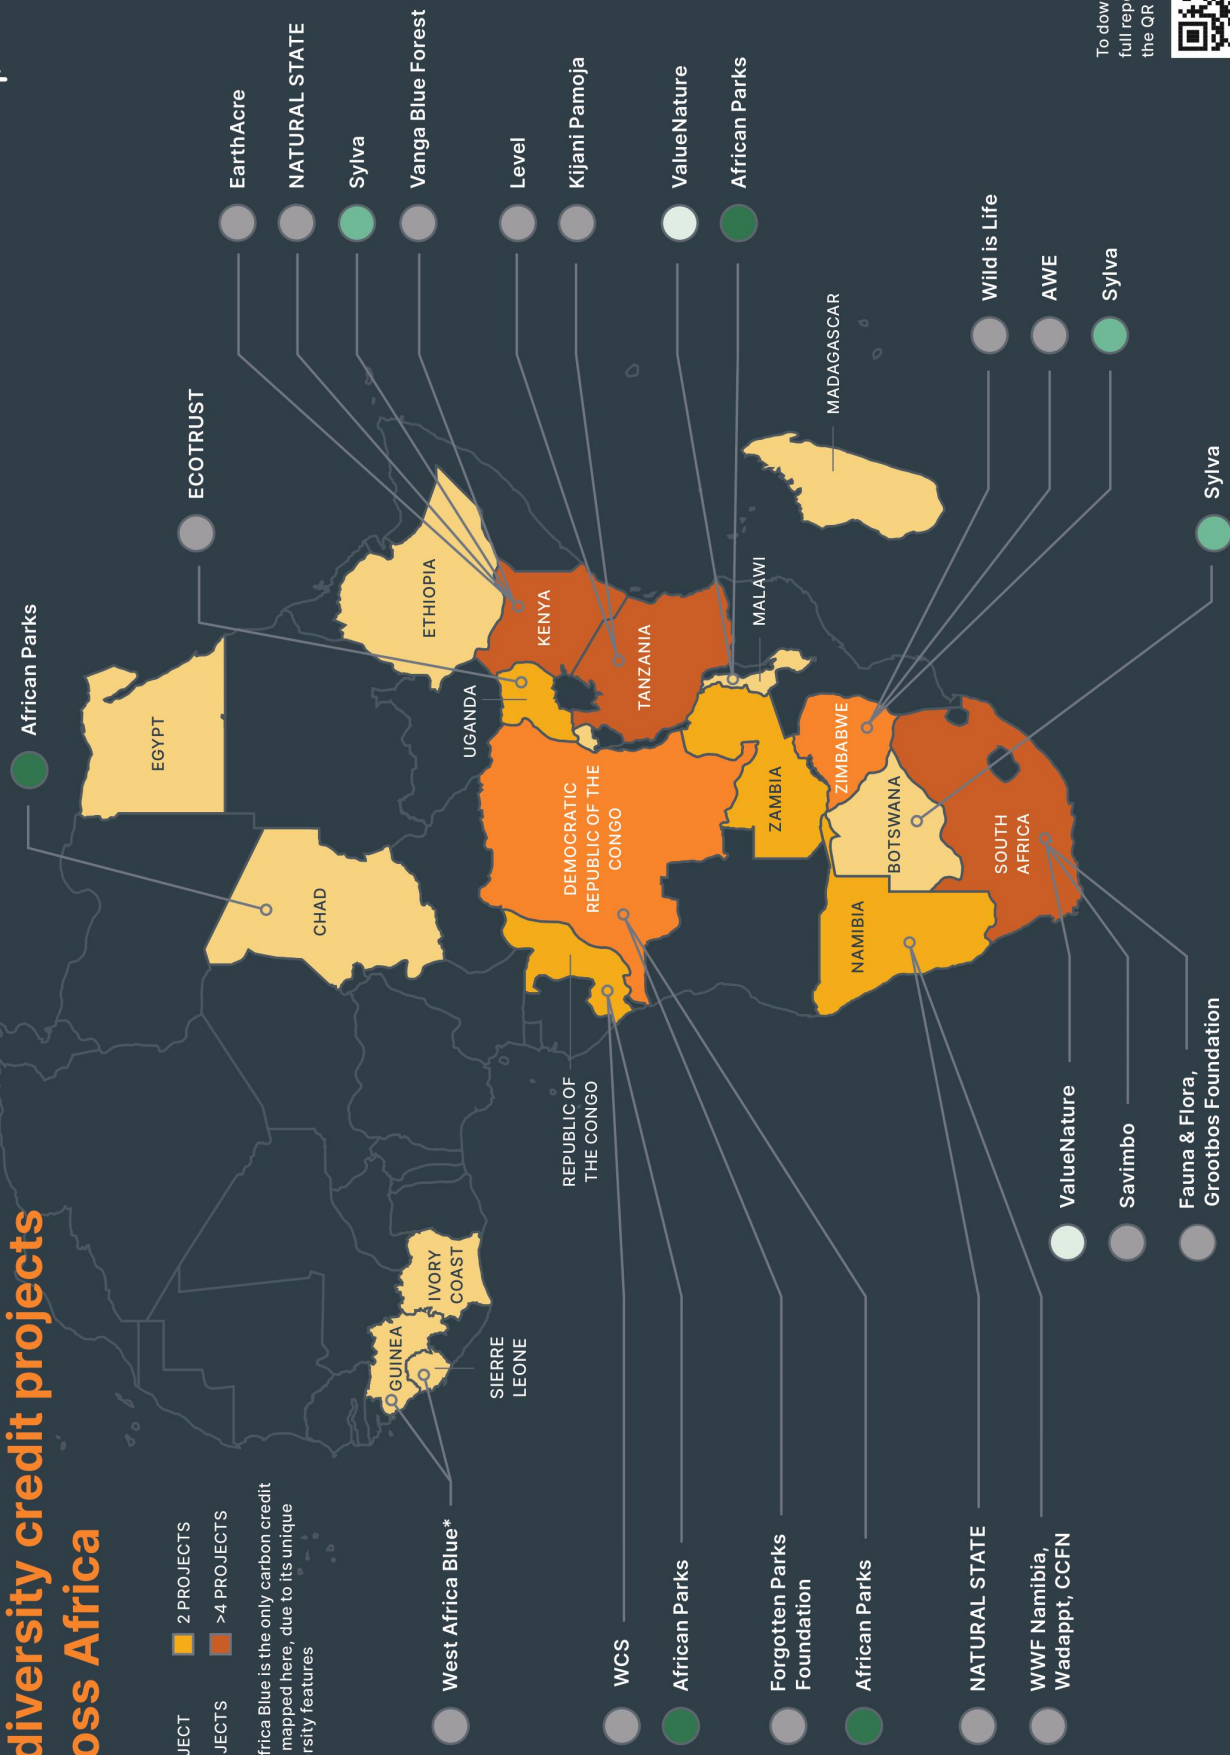 diversity credit projects
oss Africa
JECT
2 PROJECTS
JECTS
>4 PROJECTS
frica Blue is the only carbon credit
mapped here, due to its unique
rsity features
African Parks
ECOTRUST
EarthAcre
NATURAL STATE
Sylva
Vanga Blue Forest
Level
Kijani Pamoja
ValueNature
African Parks
Wild is Life
AWE
Sylva
Sylva
EGYPT
CHAD
ETHIOPIA
UGANDA
KENYA
TANZANIA
DEMOCRATIC
REPUBLIC OF THE
CONGO
REPUBLIC OF
THE CONGO
GUINEA
IVORY
COAST
SIERRE
LEONE
MALAWI
MADAGASCAR
ZAMBIA
ZIMBABWE
BOTSWANA
NAMIBIA
SOUTH
AFRICA
West Africa Blue*
WCS
African Parks
Forgotten Parks
Foundation
African Parks
NATURAL STATE
WWF Namibia,
Wadappt, CCFN
ValueNature
Savimbo
Fauna & Flora,
Grootbos Foundation
To dow
full repo
the QR